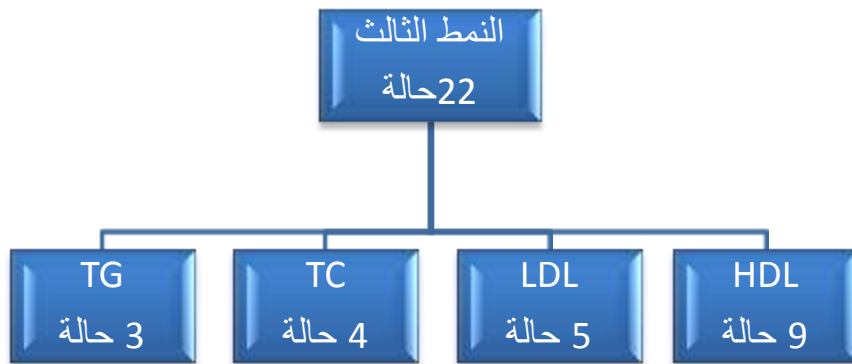 النمط الثالث
22حالة
TG
3 حالة
TC
4 حالة
LDL
5 حالة
HDL
9 حالة